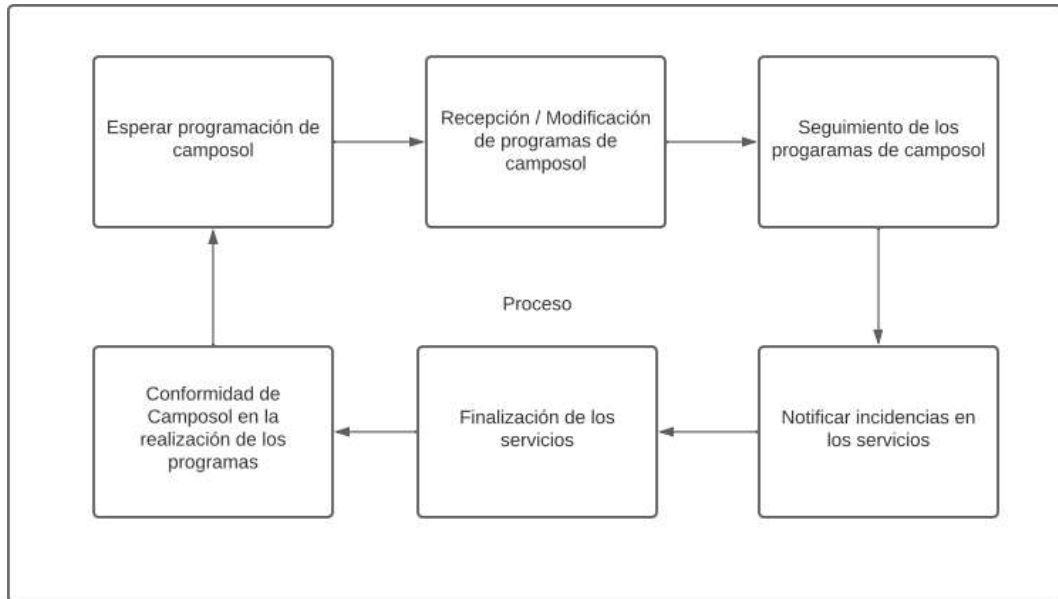 Esperar programación de
camposol
Recepción / Modificación
de programas de
camposol
Seguimiento de los
progaramas de camposol
Proceso
Conformidad de
Camposol en la
realización de los
programas
Finalización de los
servicios
Notificar incidencias en
los servicios